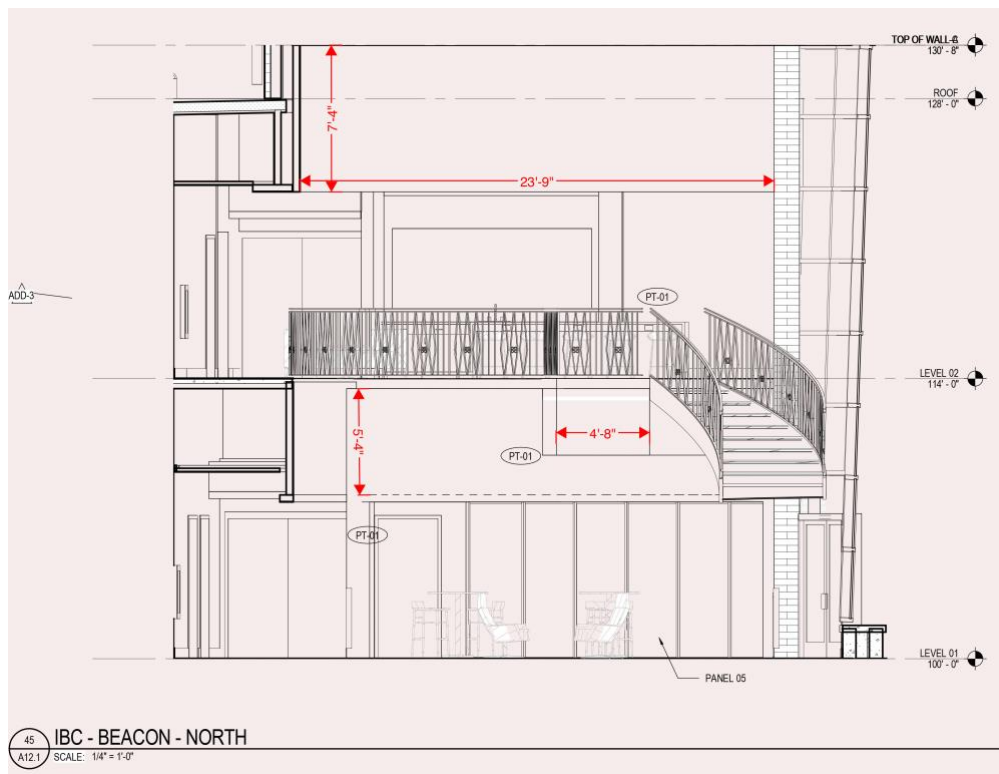 TOP OF WALL-C
130' - 8"
ROOF
128' - 0"
7'-4"
23'-9"
ADD-3
PT-01
LEVEL 02
114' - 0"
5'-4"
4'-8"
PT-01
PT-01
LEVEL 01
100' - 0"
PANEL 05
45
A12.1
IBC - BEACON - NORTH
SCALE: 1/4" = 1'-0"